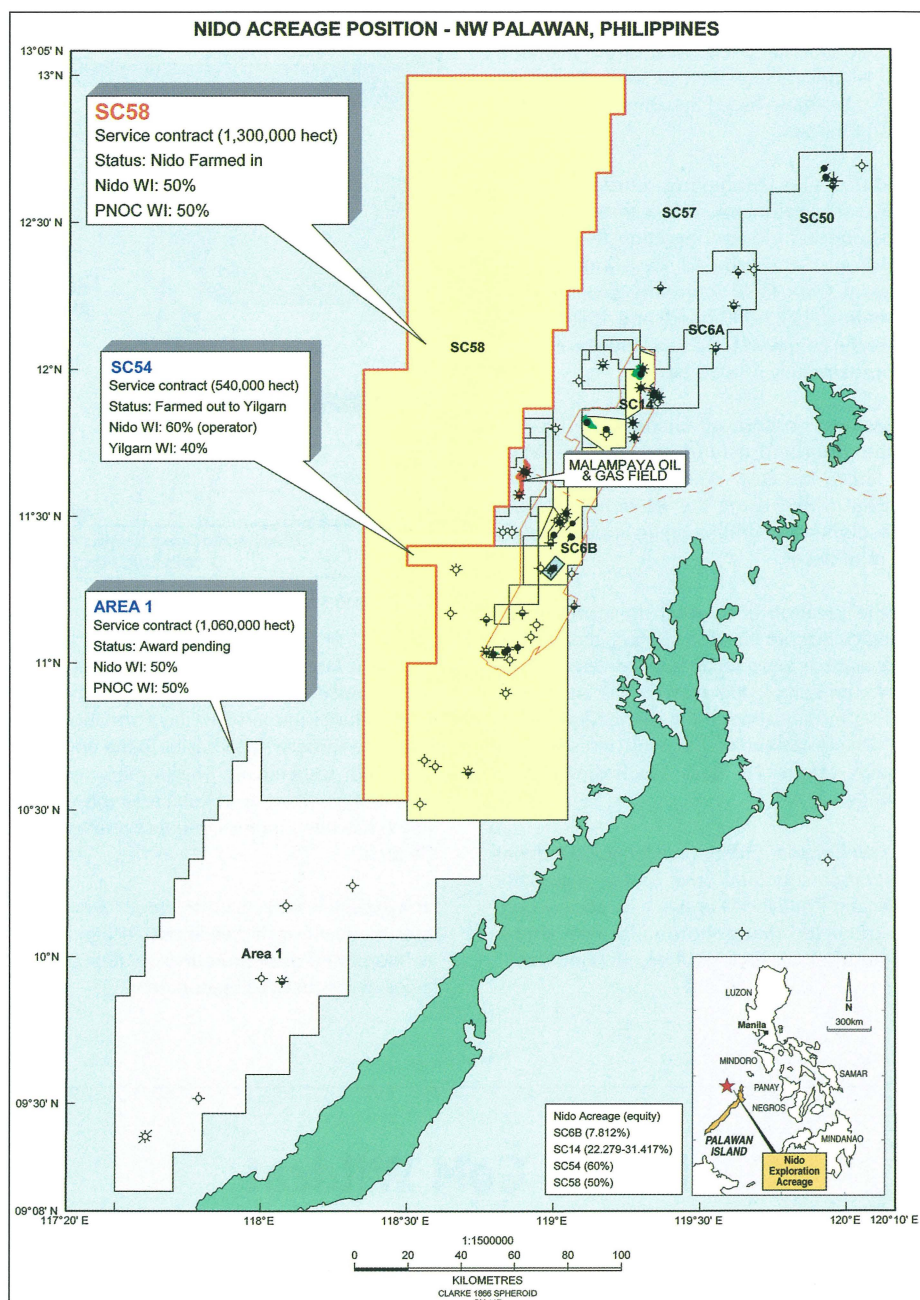 NIDO ACREAGE POSITION - NW PALAWAN, PHILIPPINES
13°05' N
13°0' N
12°30' N
12°0' N
11°30' N
11°0' N
10°30' N
10°0' N
09°30' N
09°08' N
117°20' E
118°0' E
118°30' E
119°0' E
119°30' E
120°0' E
120°10' E
SC58
Service contract (1,300,000 hect)
Status: Nido Farmed in
Nido WI: 50%
PNOC WI: 50%
SC54
Service contract (540,000 hect)
Status: Farmed out to Yilgarn
Nido WI: 60% (operator)
Yilgarn WI: 40%
AREA 1
Service contract (1,060,000 hect)
Status: Award pending
Nido WI: 50%
PNOC WI: 50%
SC57
SC50
SC6A
SC58
SC14
MALAMPAYA OIL
& GAS FIELD
SC6B
Area 1
Nido Acreage (equity)
SC6B (7.812%)
SC14 (22.279-31.417%)
SC54 (60%)
SC58 (50%)
LUZON
N
Manila
300km
MINDORO
SAMAR
PANAY
NEGROS
PALAWAN
ISLAND
MINDANAO
Nido
Exploration
Acreage
1:1500000
0 20 40 60 80 100
KILOMETRES
CLARKE 1866 SPHEROID